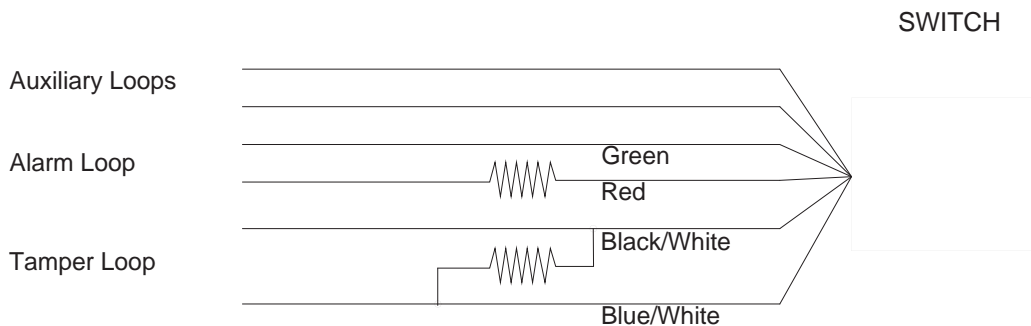 SWITCH
Auxiliary Loops
Alarm Loop
Green
Red
Black/White
Tamper Loop
Blue/White